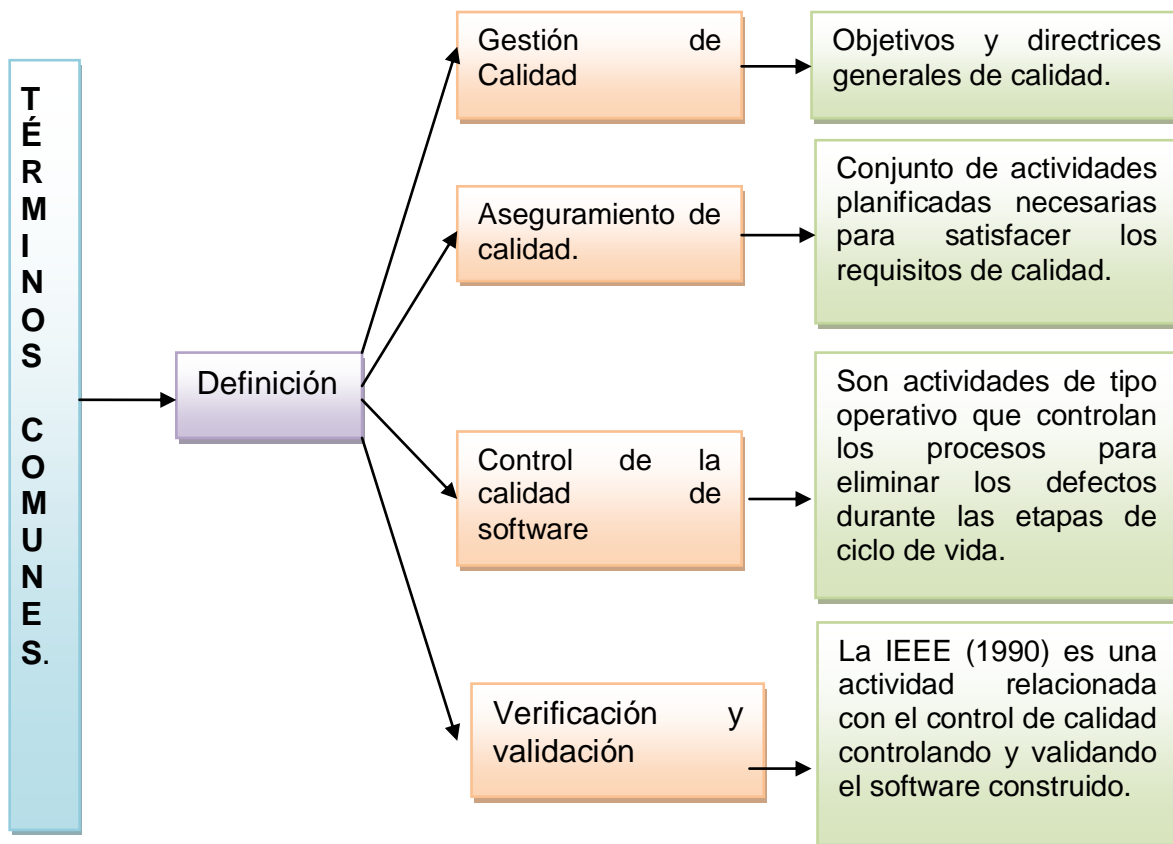 TÉRMINOS COMUNES.
Definición
Gestión de
Calidad
Objetivos y directrices
generales de calidad.
Aseguramiento de
calidad.
Conjunto de actividades
planificadas necesarias
para satisfacer los
requisitos de calidad.
Control de la
calidad de
software
Son actividades de tipo
operativo que controlan
los procesos para
eliminar los defectos
durante las etapas de
ciclo de vida.
Verificación y
validación
La IEEE (1990) es una
actividad relacionada
con el control de calidad
controlando y validando
el software construido.